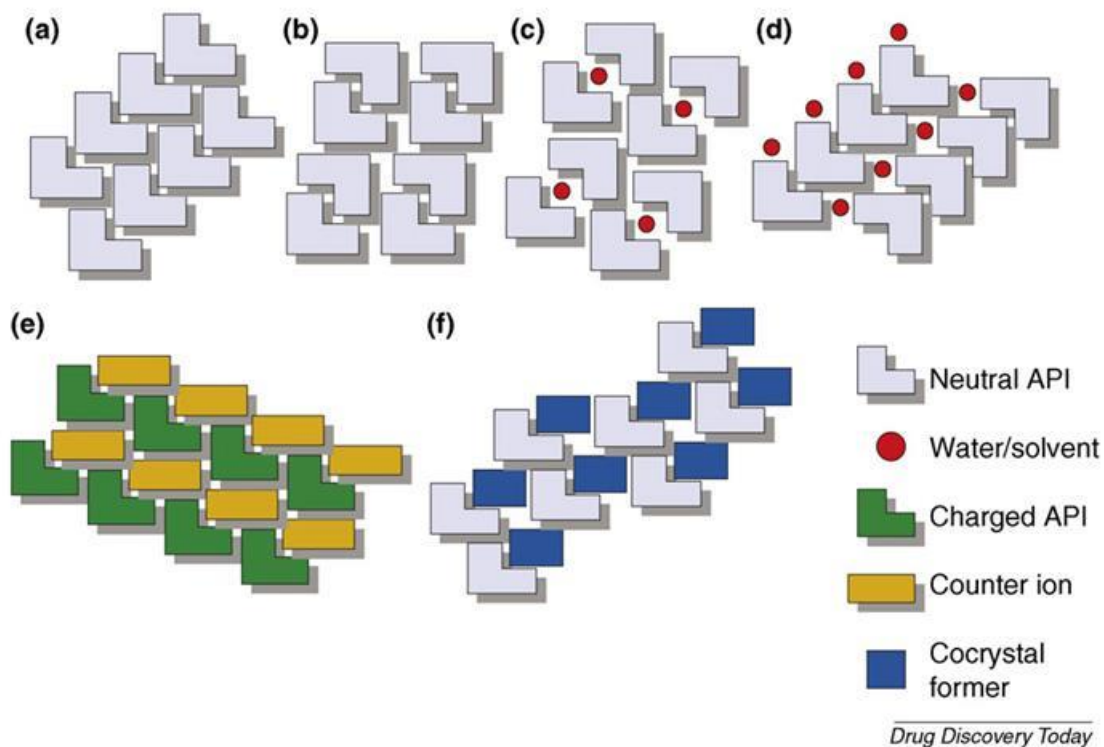 (a)
(b)
(c)
(d)
(e)
(f)
Neutral API
Water/solvent
Charged API
Counter ion
Cocrystal
former
Drug Discovery Today